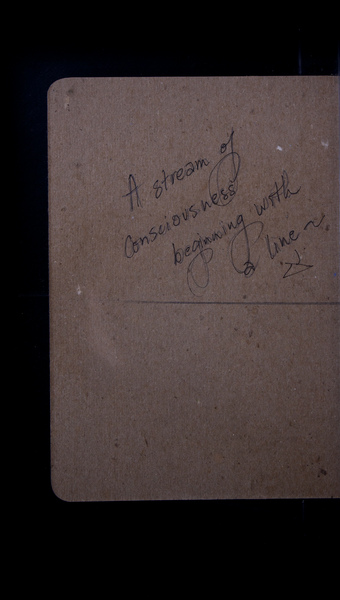 A stream of
consciousness
beginning with
a line ~